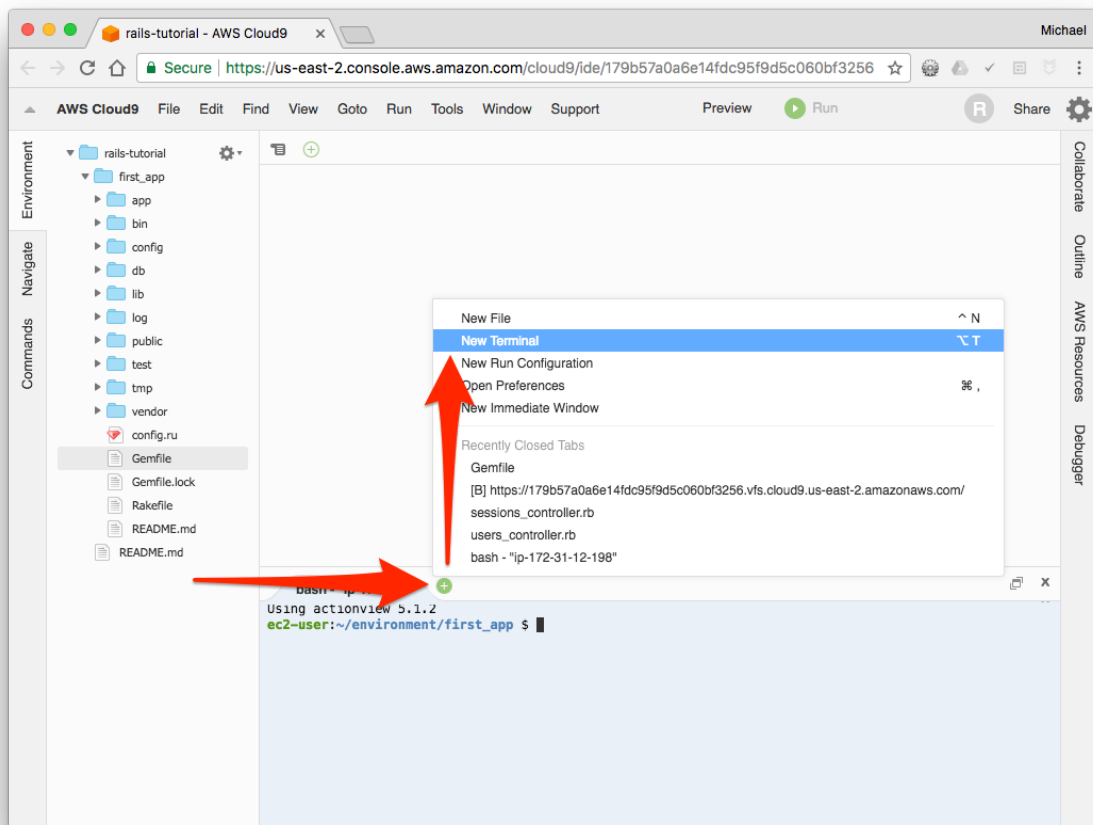 rails-tutorial - AWS Cloud9
Michael
Secure
https://us-east-2.console.aws.amazon.com/cloud9/ide/179b57a0a6e14fdc95f9d5c060bf3256
AWS Cloud9 File Edit Find View Goto Run Tools Window Support Preview Run R Share
Environment
Navigate
Commands
rails-tutorial
first_app
app
bin
config
db
lib
log
public
test
tmp
vendor
config.ru
Gemfile
Gemfile.lock
Rakefile
README.md
README.md
New File ^ N
New Terminal ⌥ T
New Run Configuration
Open Preferences ⌘ ,
New Immediate Window
Recently Closed Tabs
Gemfile
[B] https://179b57a0a6e14fdc95f9d5c060bf3256.vfs.cloud9.us-east-2.amazonaws.com/
sessions_controller.rb
users_controller.rb
bash - "ip-172-31-12-198"
bash -
Using actionview 5.1.2
ec2-user:~/environment/first_app $
Collaborate
Outline
AWS Resources
Debugger